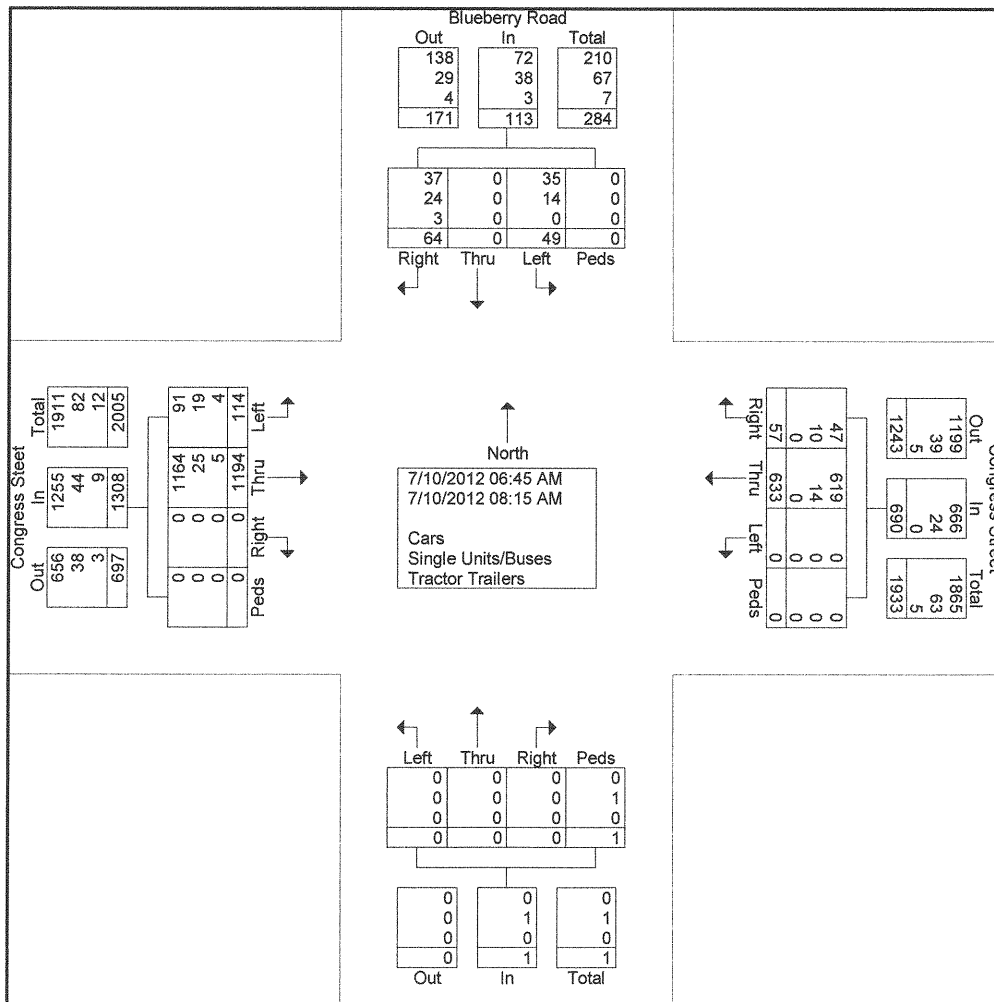 Blueberry Road
Out In Total
138 72 210
29 38 67
4 3 7
171 113 284
37 0 35 0
24 0 14 0
3 0 0 0
64 0 49 0
Right Thru Left Peds
Congress Steet
Total In Out
1911 1255 656
82 44 38
12 9 3
2005 1308 697
Left Thru Right Peds
91 1164 0 0
19 25 0 0
4 5 0 0
114 1194 0 0
North
7/10/2012 06:45 AM
7/10/2012 08:15 AM
Cars
Single Units/Buses
Tractor Trailers
Right Thru Left Peds
47 619 0 0
10 14 0 0
0 0 0 0
57 633 0 0
Out In Total
1199 666 1865
39 24 63
5 0 5
1243 690 1933
Left Thru Right Peds
0 0 0 0
0 0 0 1
0 0 0 0
0 0 0 1
0 0 0
0 1 1
0 0 0
0 1 1
Out In Total